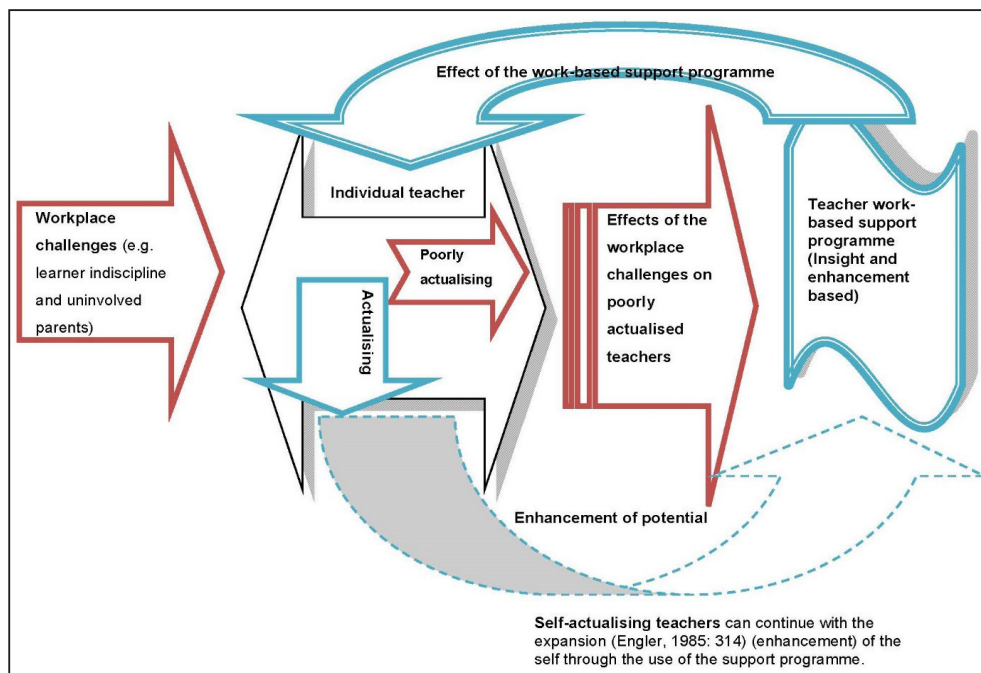 Effect of the work-based support programme
Individual teacher
Workplace
challenges (e.g.
learner indiscipline
and uninvolved
parents)
Poorly
actualising
Actualising
Effects of the
workplace
challenges on
poorly
actualised
teachers
Teacher work-
based support
programme
(Insight and
enhancement
based)
Enhancement of potential
Self-actualising teachers can continue with the
expansion (Engler, 1985: 314) (enhancement) of the
self through the use of the support programme.